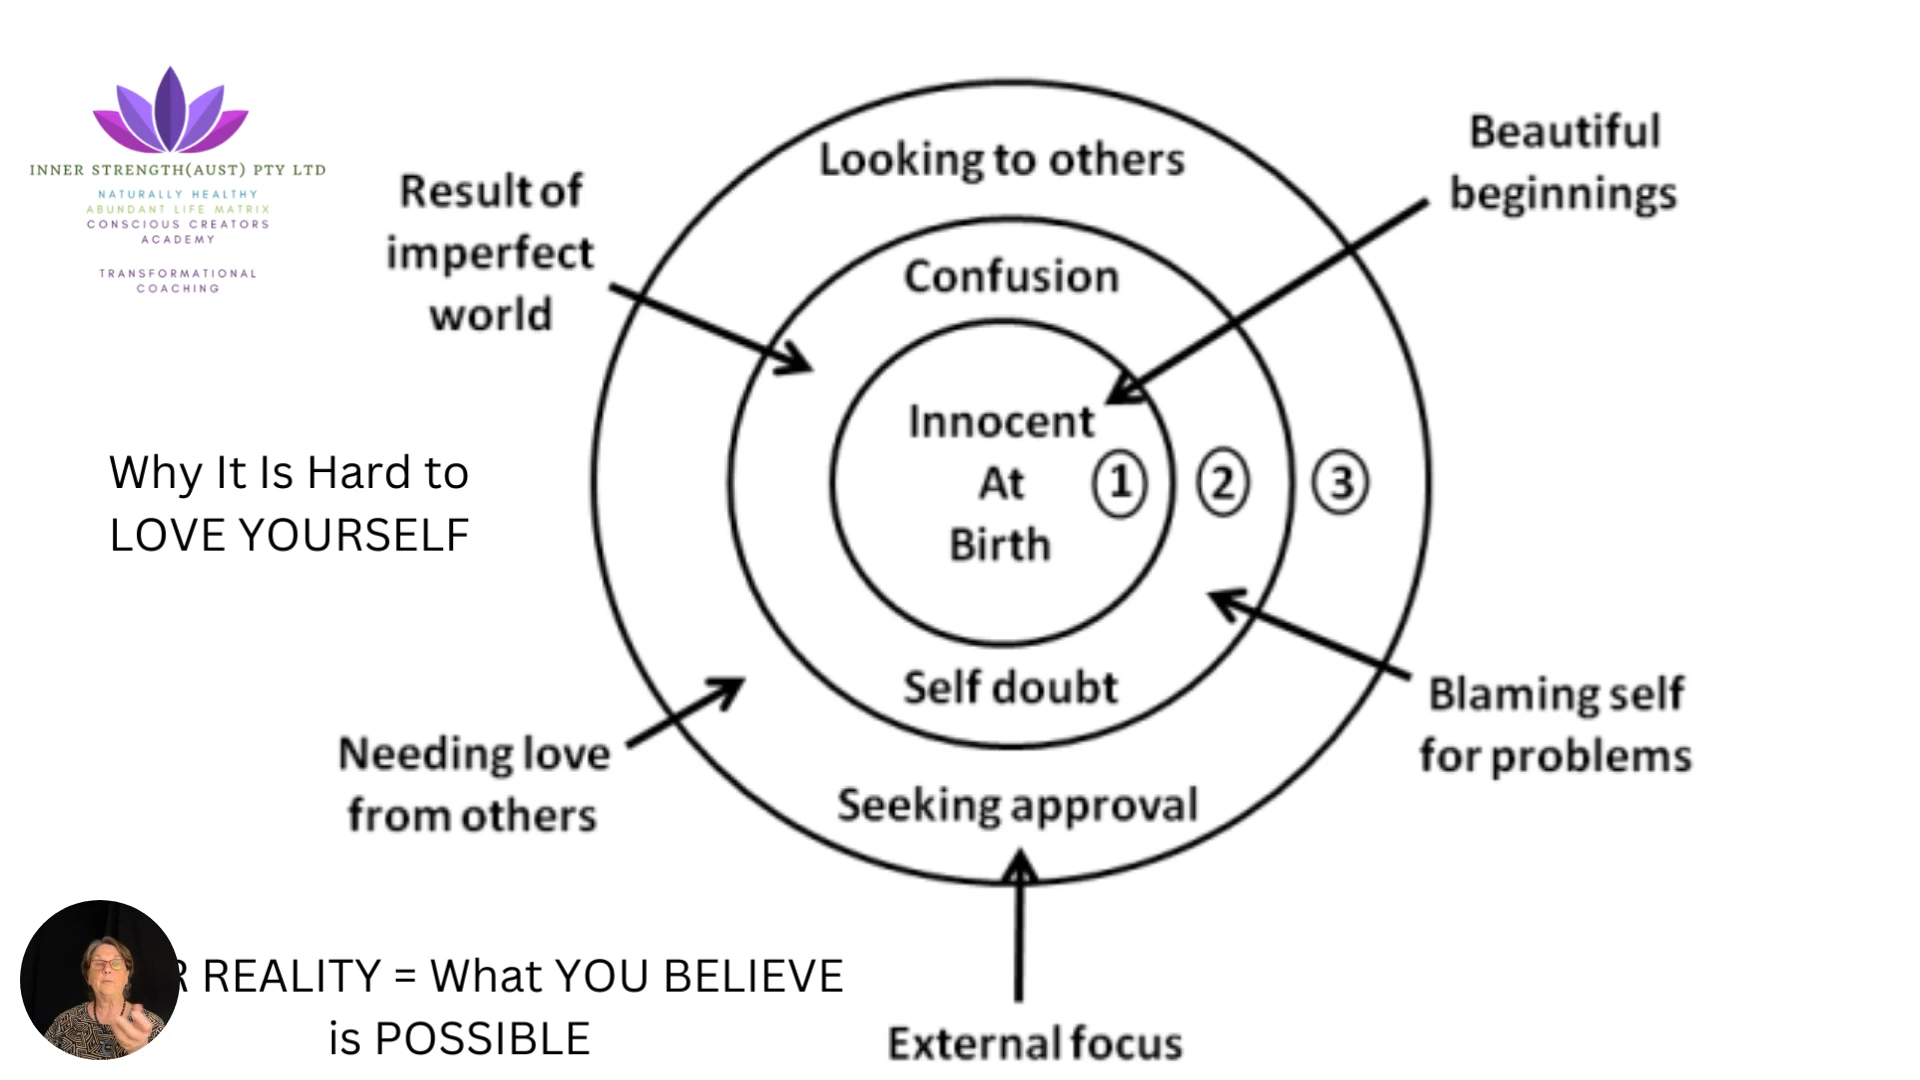 INNER STRENGTH(AUST) PTY LTD
NATURALLY HEALTHY
ABUNDANT LIFE MATRIX
CONSCIOUS CREATORS
ACADEMY
TRANSFORMATIONAL
COACHING
Why It Is Hard to
LOVE YOURSELF
Result of
imperfect
world
Looking to others
Beautiful
beginnings
Confusion
Innocent
At
Birth
1
2
3
Self doubt
Blaming self
for problems
Needing love
from others
Seeking approval
External focus
REALITY = What YOU BELIEVE
is POSSIBLE